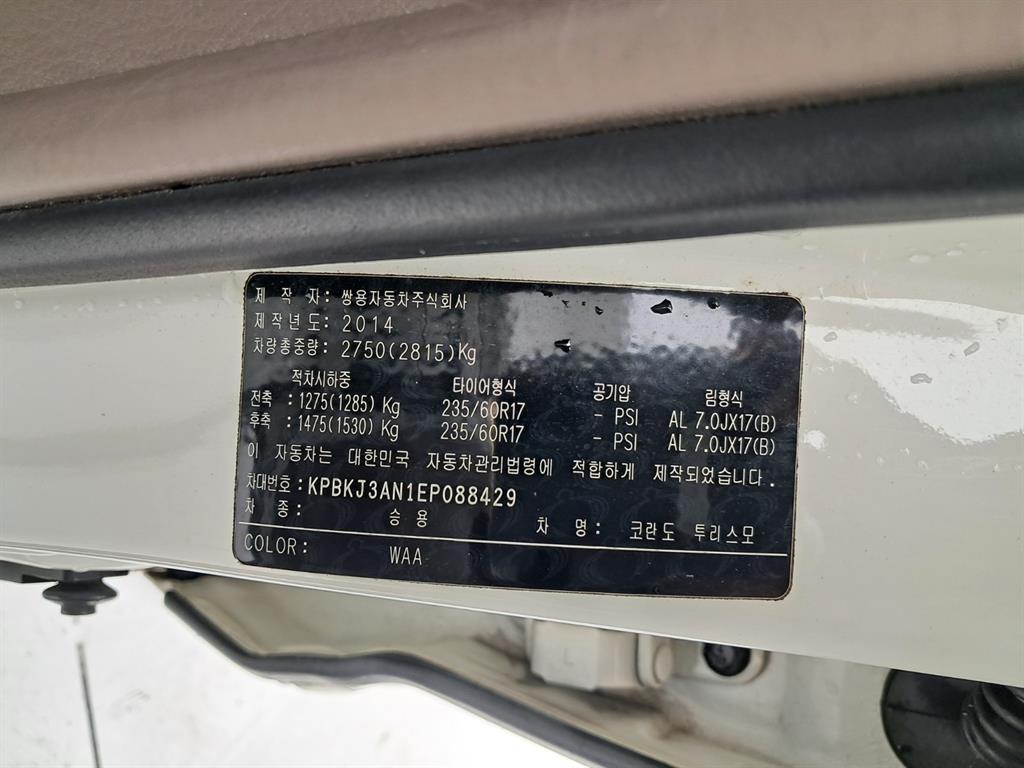 제 작 자: 쌍용자동차주식회사
제작년도: 2014
차량총중량: 2750(2815)Kg
적차시하중 타이어형식 공기압 림형식
전축: 1275(1285) Kg 235/60R17 - PSI AL 7.0JX17(B)
후축: 1475(1530) Kg 235/60R17 - PSI AL 7.0JX17(B)
이 자동차는 대한민국 자동차관리법령에 적합하게 제작되었습니다.
차대번호: KPBKJ3AN1EP088429
차 종: 승 용 차 명: 코란도 투리스모
COLOR: WAA
L